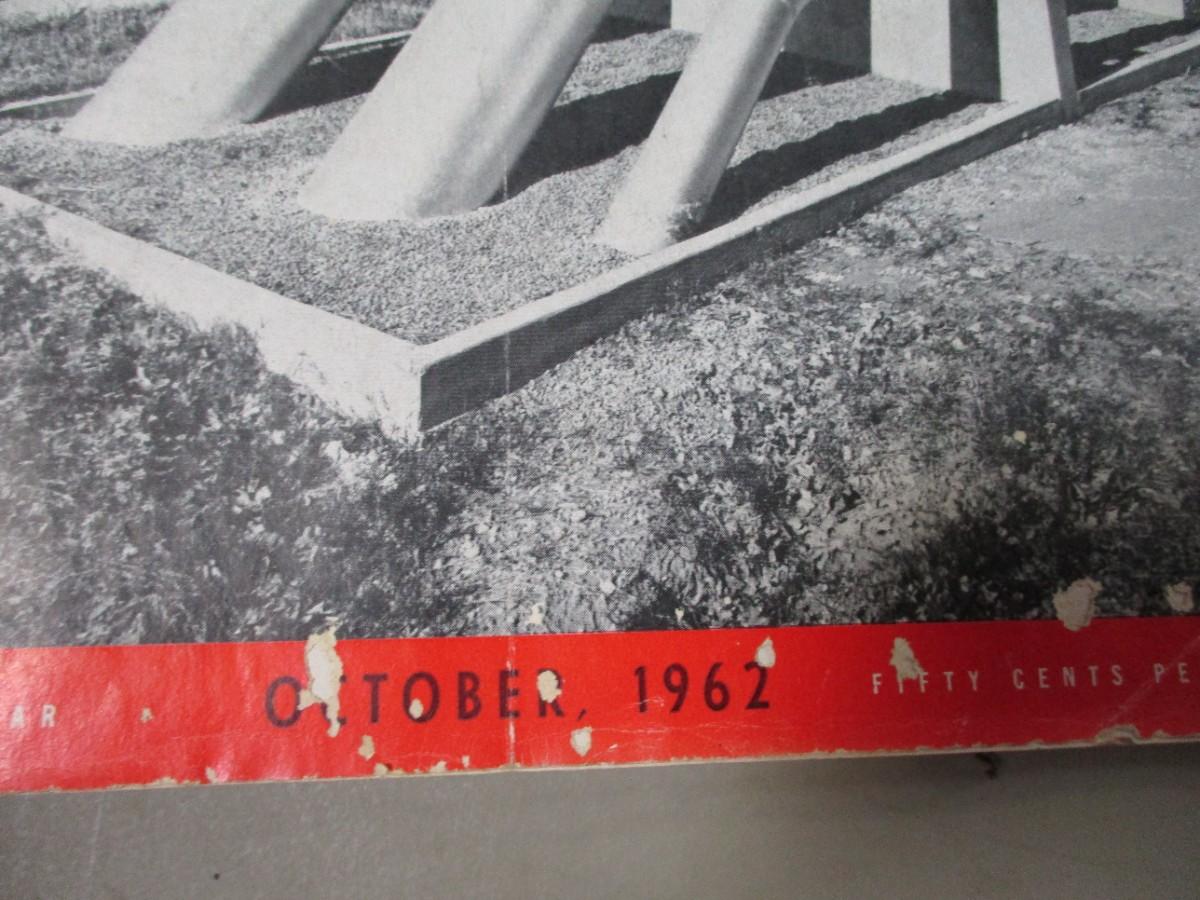 AR OCTOBER, 1962 FIFTY CENTS PE